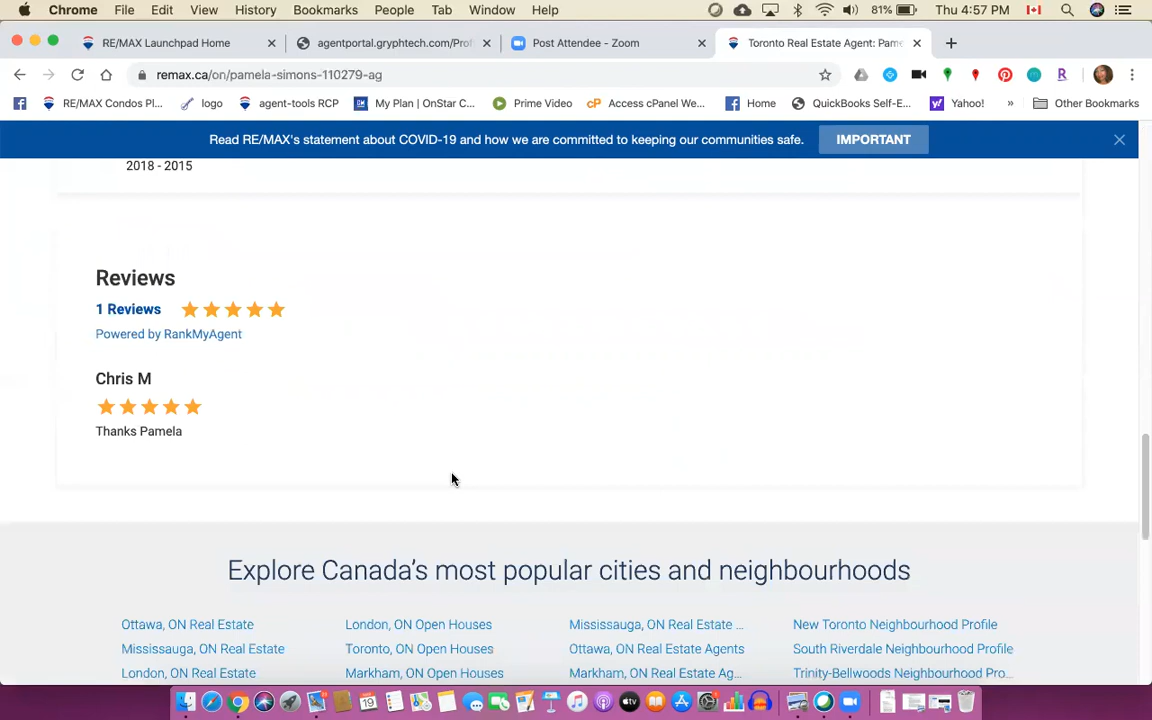 Chrome File Edit View History Bookmarks People Tab Window Help 81% Thu 4:57 PM
RE/MAX Launchpad Home agentportal.gryphtech.com/Prof Post Attendee - Zoom Toronto Real Estate Agent: Pame
remax.ca/on/pamela-simons-110279-ag
RE/MAX Condos Pl... logo agent-tools RCP My Plan | OnStar C... Prime Video cP Access cPanel We... Home QuickBooks Self-E... Yahoo! » Other Bookmarks
Read RE/MAX's statement about COVID-19 and how we are committed to keeping our communities safe. IMPORTANT
2018 - 2015
Reviews
1 Reviews
Powered by RankMyAgent
Chris M
Thanks Pamela
Explore Canada's most popular cities and neighbourhoods
Ottawa, ON Real Estate London, ON Open Houses Mississauga, ON Real Estate ... New Toronto Neighbourhood Profile
Mississauga, ON Real Estate Toronto, ON Open Houses Ottawa, ON Real Estate Agents South Riverdale Neighbourhood Profile
London, ON Real Estate Markham, ON Open Houses Markham, ON Real Estate Ag... Trinity-Bellwoods Neighbourhood Pro...